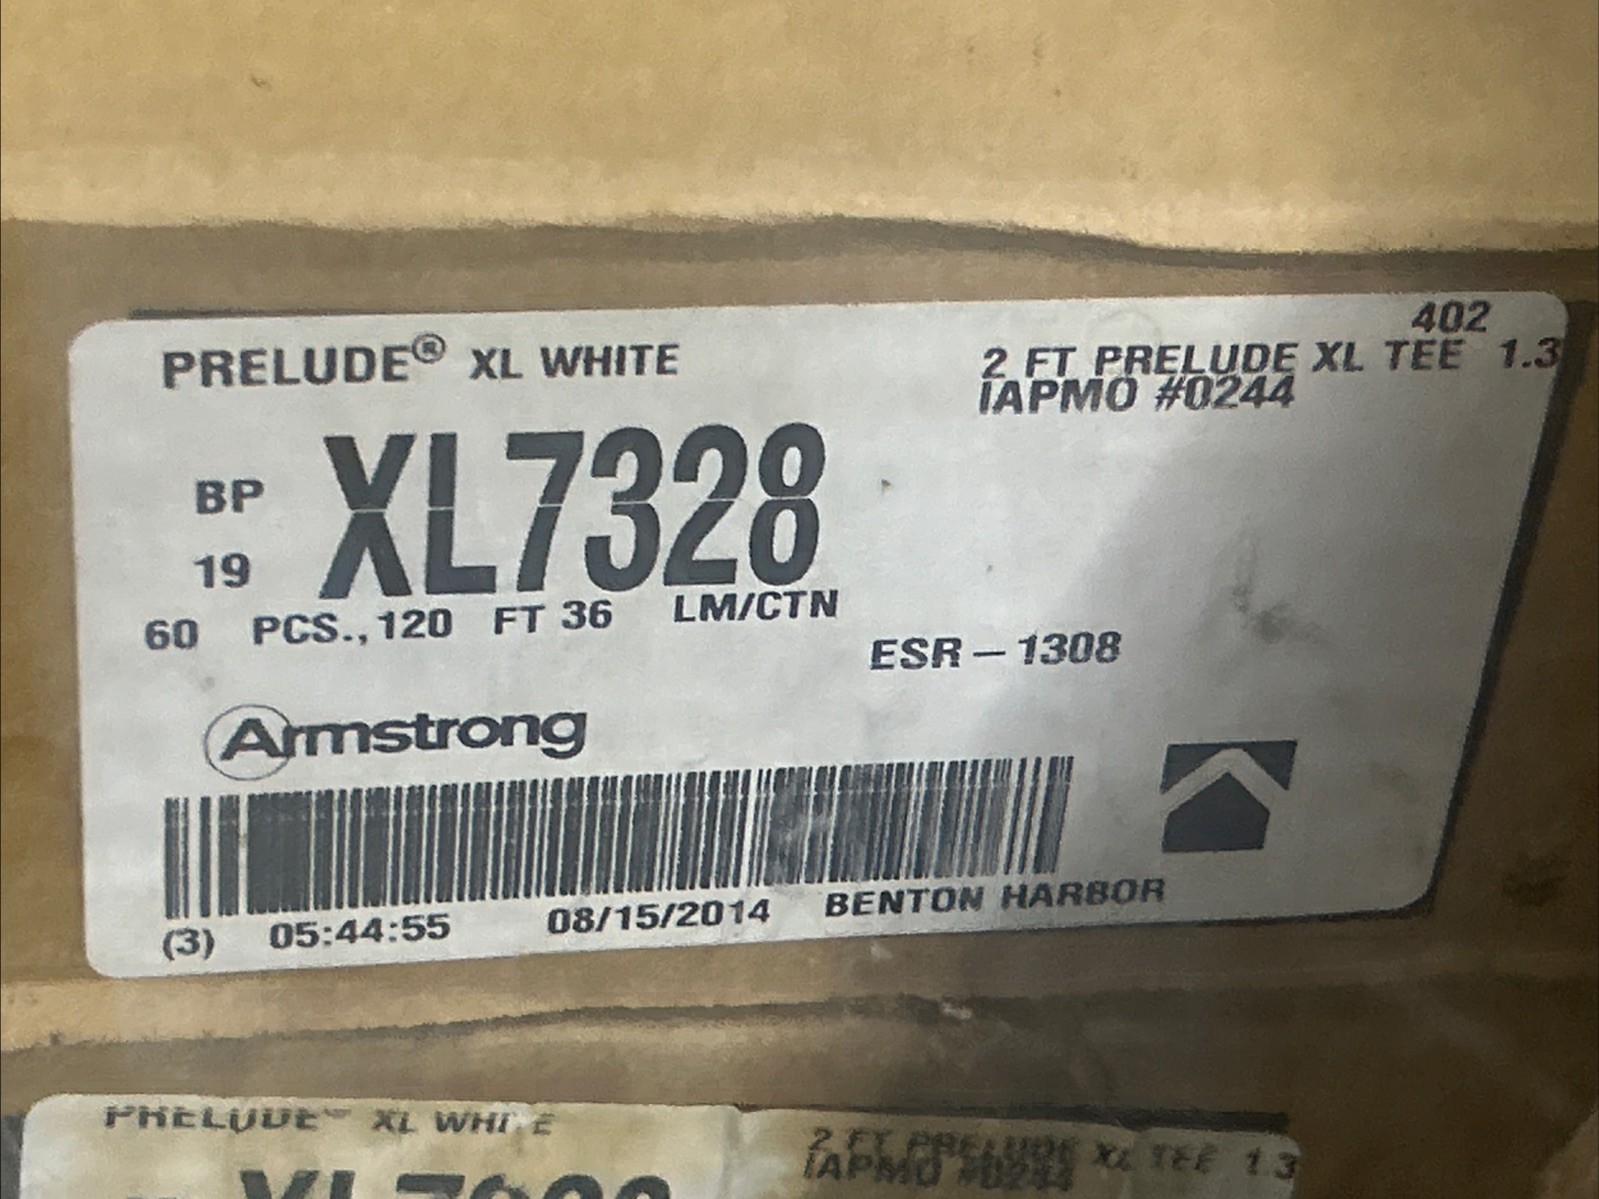 402
PRELUDE® XL WHITE
2 FT PRELUDE XL TEE 1.3
IAPMO #0244
BP
XL7328
19
60 PCS., 120 FT 36 LM/CTN
ESR – 1308
Armstrong
(3) 05:44:55 08/15/2014 BENTON HARBOR
PRELUDE XL WHITE
2 FT PRELUDE XL TEE 1.3
IAPMO #0244